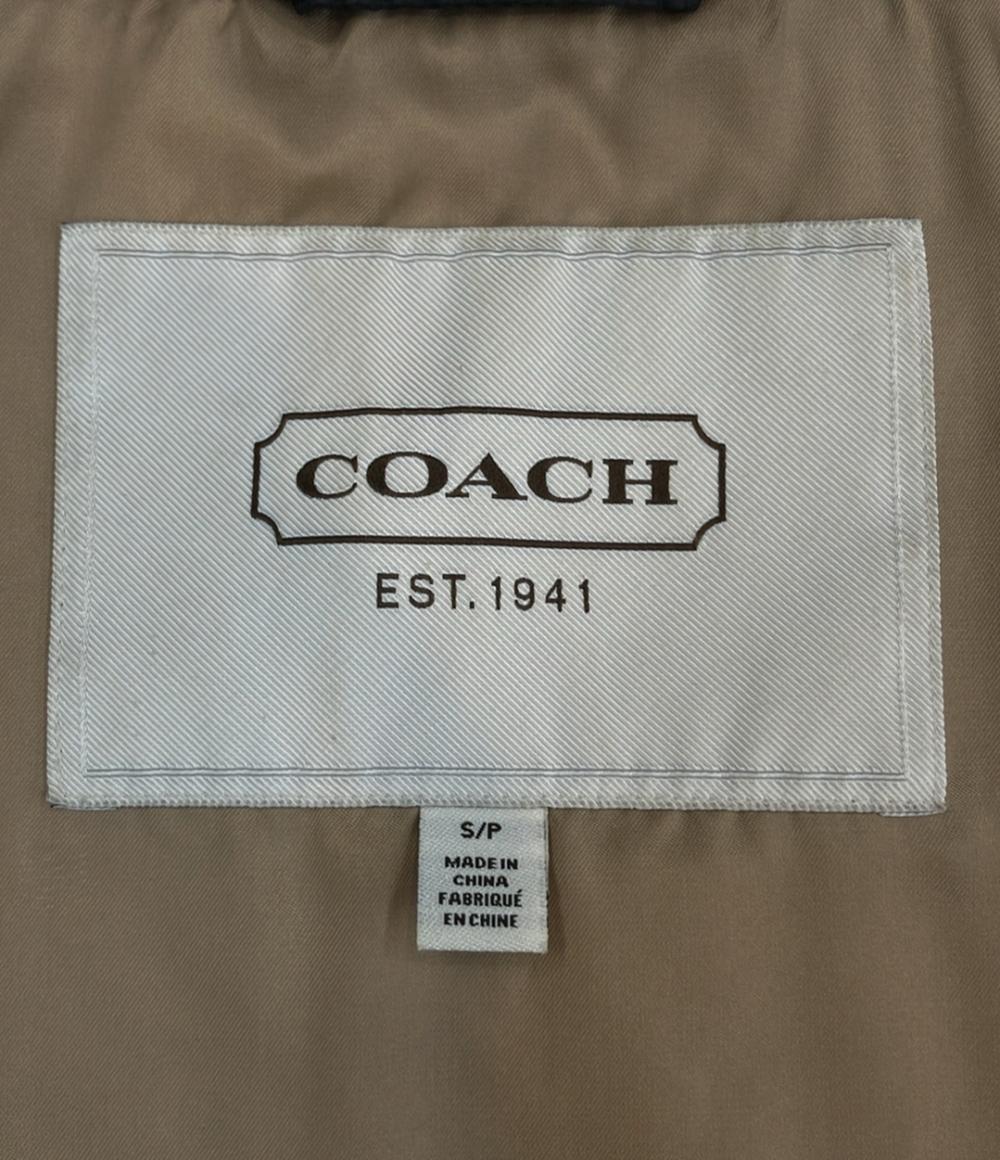 COACH
EST. 1941
S/P
MADE IN
CHINA
FABRIQUÉ
EN CHINE